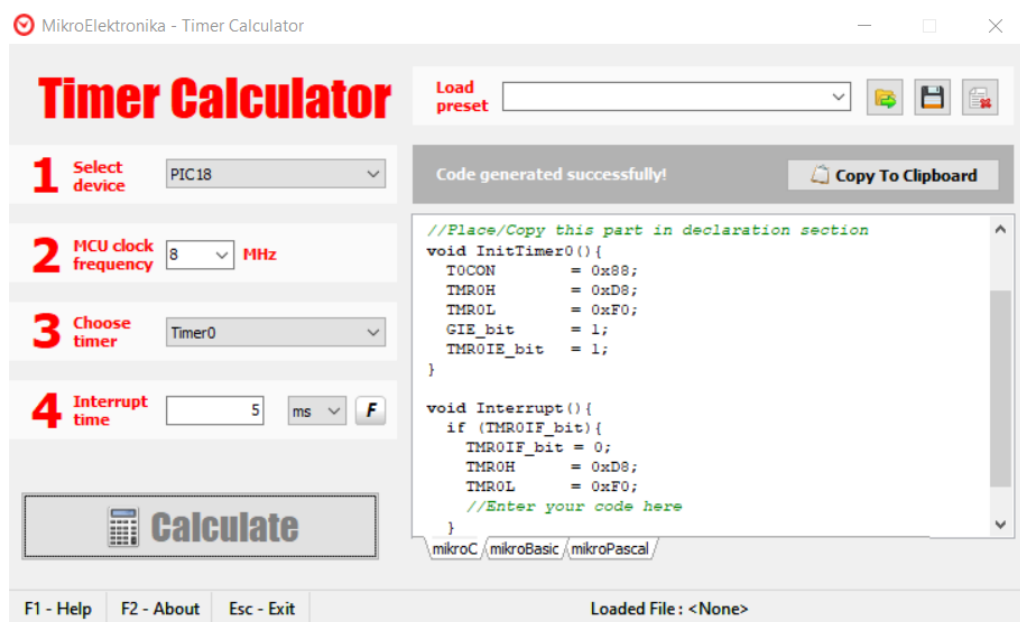 MikroElektronika - Timer Calculator
Timer Calculator
Load
preset
1 Select
device
PIC18
Code generated successfully!
Copy To Clipboard
2 MCU clock
frequency
8
MHz
3 Choose
timer
Timer0
4 Interrupt
time
5
ms
F
Calculate
//Place/Copy this part in declaration section
void InitTimer0(){
  T0CON         = 0x88;
  TMR0H         = 0xD8;
  TMR0L         = 0xF0;
  GIE_bit       = 1;
  TMR0IE_bit    = 1;
}
void Interrupt(){
  if (TMR0IF_bit){
    TMR0IF_bit = 0;
    TMR0H         = 0xD8;
    TMR0L         = 0xF0;
    //Enter your code here
  }
mikroC mikroBasic mikroPascal
F1 - Help F2 - About Esc - Exit Loaded File : <None>